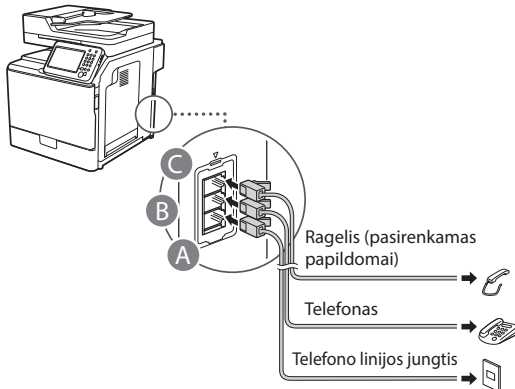 C
B
A
Ragelis (pasirenkamas
papildomai)
Telefonas
Telefono linijos jungtis